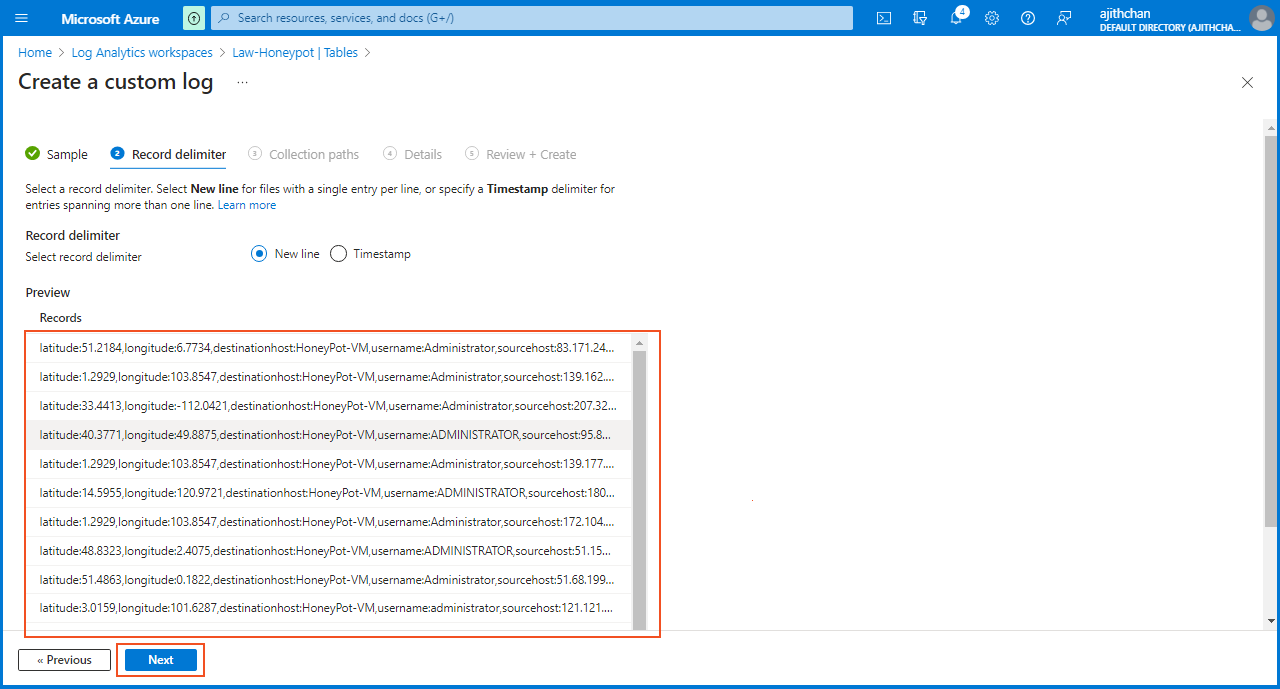 Microsoft Azure
Search resources, services, and docs (G+/)
4
ajithchan
DEFAULT DIRECTORY (AJITHCHA...
Home > Log Analytics workspaces > Law-Honeypot | Tables >
Create a custom log ...
Sample
2 Record delimiter
3 Collection paths
4 Details
5 Review + Create
Select a record delimiter. Select New line for files with a single entry per line, or specify a Timestamp delimiter for
entries spanning more than one line. Learn more
Record delimiter
Select record delimiter
New line
Timestamp
Preview
Records
latitude:51.2184,longitude:6.7734,destinationhost:HoneyPot-VM,username:Administrator,sourcehost:83.171.24...
latitude:1.2929,longitude:103.8547,destinationhost:HoneyPot-VM,username:Administrator,sourcehost:139.162....
latitude:33.4413,longitude:-112.0421,destinationhost:HoneyPot-VM,username:Administrator,sourcehost:207.32...
latitude:40.3771,longitude:49.8875,destinationhost:HoneyPot-VM,username:ADMINISTRATOR,sourcehost:95.8...
latitude:1.2929,longitude:103.8547,destinationhost:HoneyPot-VM,username:Administrator,sourcehost:139.177....
latitude:14.5955,longitude:120.9721,destinationhost:HoneyPot-VM,username:ADMINISTRATOR,sourcehost:180...
latitude:1.2929,longitude:103.8547,destinationhost:HoneyPot-VM,username:Administrator,sourcehost:172.104....
latitude:48.8323,longitude:2.4075,destinationhost:HoneyPot-VM,username:ADMINISTRATOR,sourcehost:51.15...
latitude:51.4863,longitude:0.1822,destinationhost:HoneyPot-VM,username:Administrator,sourcehost:51.68.199...
latitude:3.0159,longitude:101.6287,destinationhost:HoneyPot-VM,username:administrator,sourcehost:121.121....
« Previous
Next